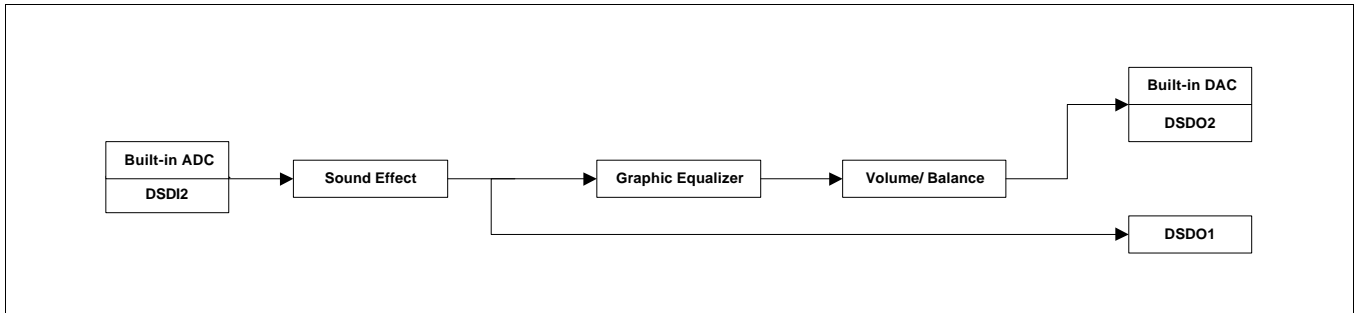 Built-in ADC
DSDI2
Sound Effect
Graphic Equalizer
Volume/ Balance
Built-in DAC
DSDO2
DSDO1